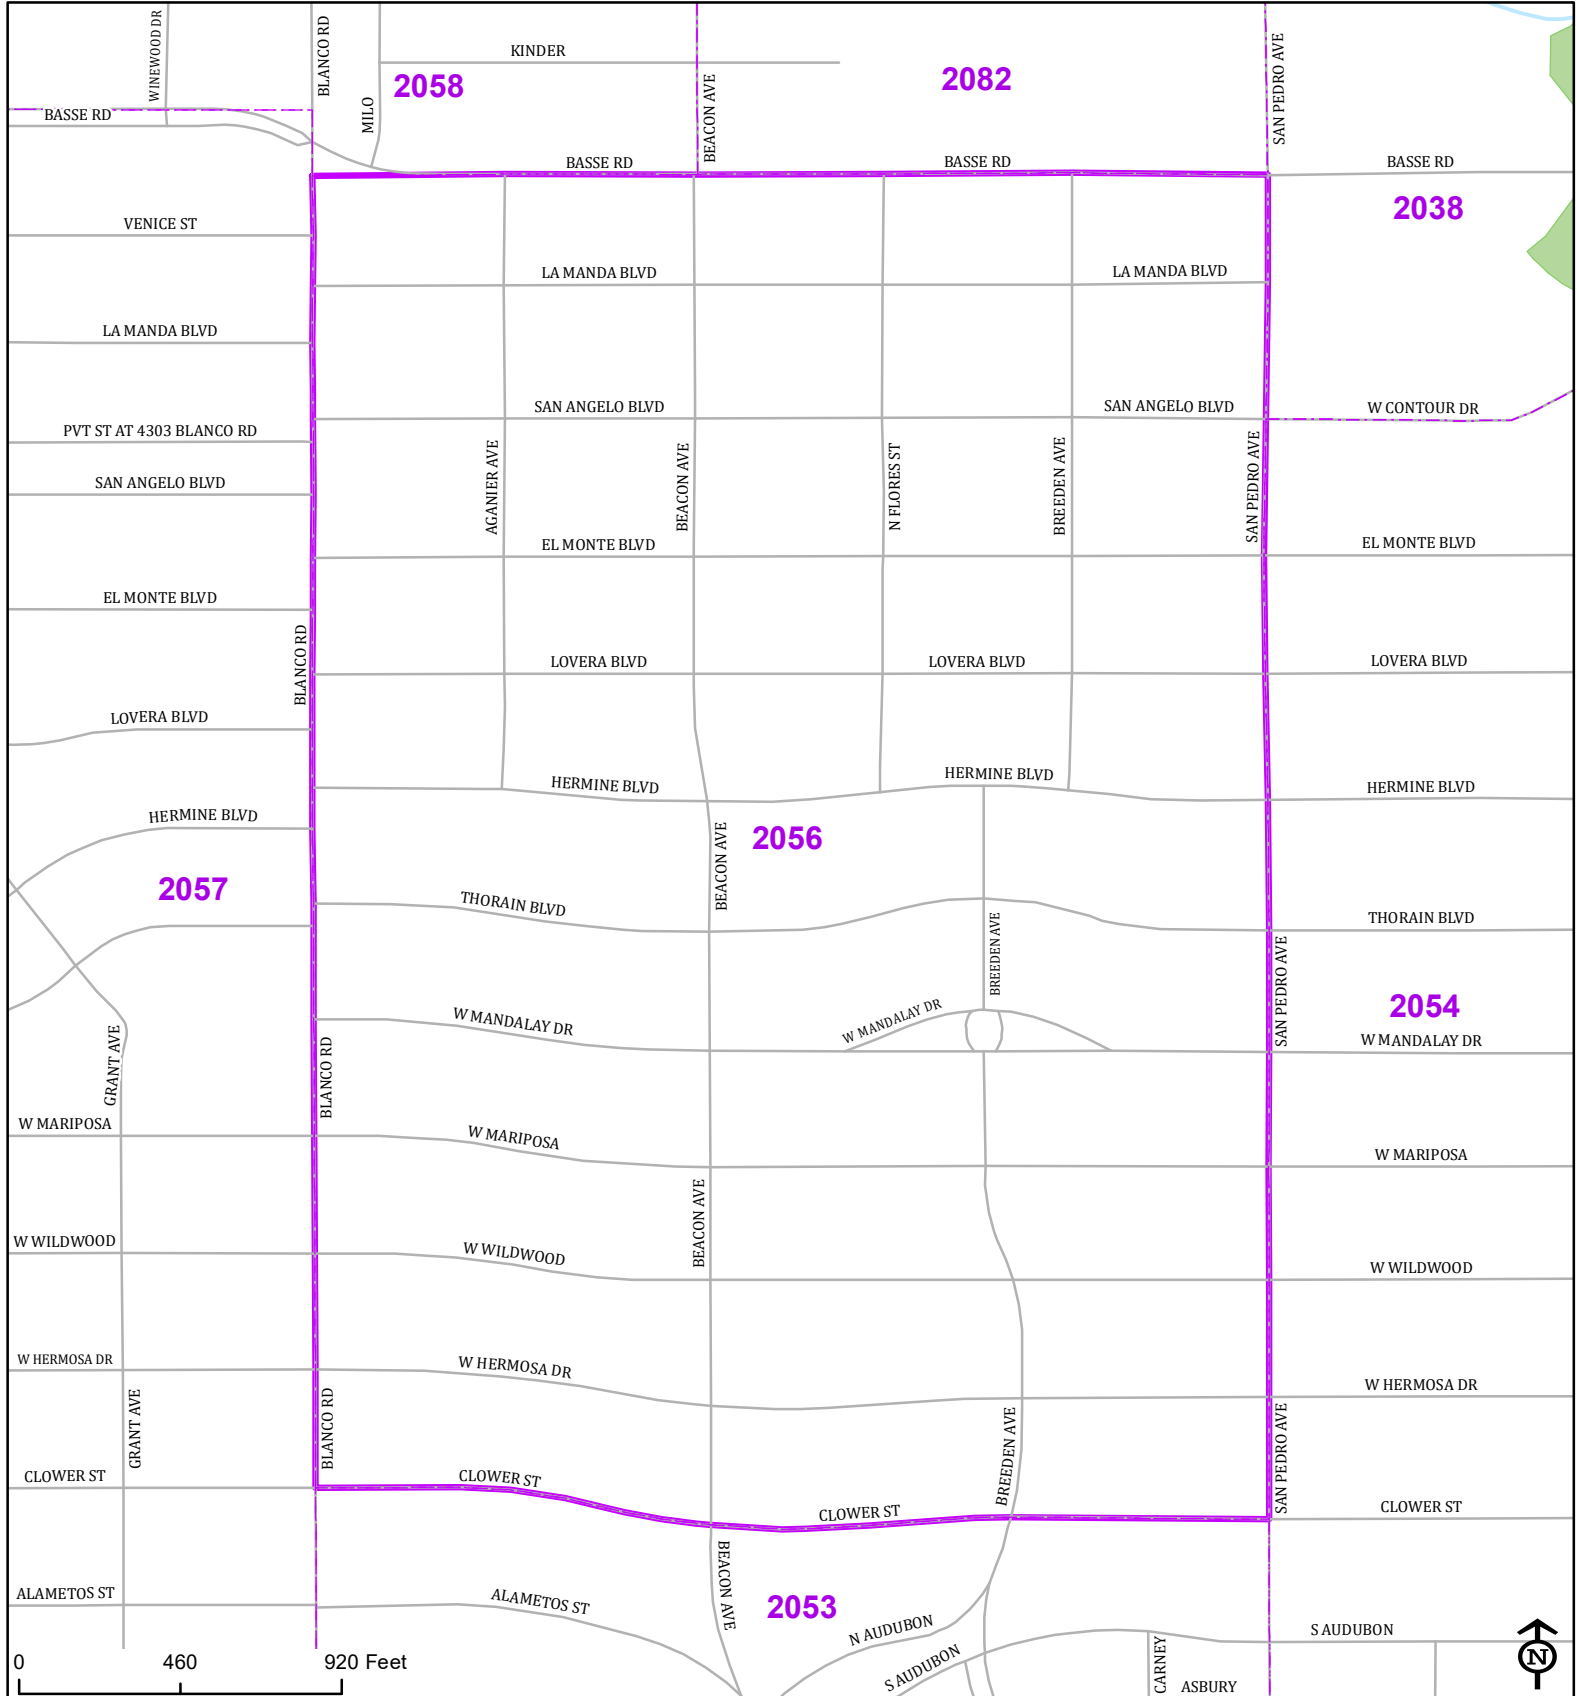 WINEWOOD DR
BLANCO RD
MILO
KINDER
2058
BEACON AVE
2082
SAN PEDRO AVE
BASSE RD
BASSE RD
BASSE RD
BASSE RD
2038
VENICE ST
LA MANDA BLVD
LA MANDA BLVD
LA MANDA BLVD
SAN ANGELO BLVD
SAN ANGELO BLVD
W CONTOUR DR
PVT ST AT 4303 BLANCO RD
SAN ANGELO BLVD
AGANIER AVE
BEACON AVE
N FLORES ST
BREEDEN AVE
SAN PEDRO AVE
EL MONTE BLVD
EL MONTE BLVD
EL MONTE BLVD
BLANCO RD
LOVERA BLVD
LOVERA BLVD
LOVERA BLVD
LOVERA BLVD
HERMINE BLVD
HERMINE BLVD
HERMINE BLVD
HERMINE BLVD
2056
BEACON AVE
2057
THORAIN BLVD
THORAIN BLVD
BREEDEN AVE
SAN PEDRO AVE
2054
W MANDALAY DR
W MANDALAY DR
W MANDALAY DR
GRANT AVE
BLANCO RD
W MARIPOSA
W MARIPOSA
W MARIPOSA
BEACON AVE
W WILDWOOD
W WILDWOOD
W WILDWOOD
W HERMOSA DR
W HERMOSA DR
W HERMOSA DR
GRANT AVE
BLANCO RD
BREEDEN AVE
SAN PEDRO AVE
CLOWER ST
CLOWER ST
CLOWER ST
CLOWER ST
BEACON AVE
ALAMETOS ST
ALAMETOS ST
2053
N AUDUBON
S AUDUBON
S AUDUBON
CARNEY
ASBURY
0 460 920 Feet
N